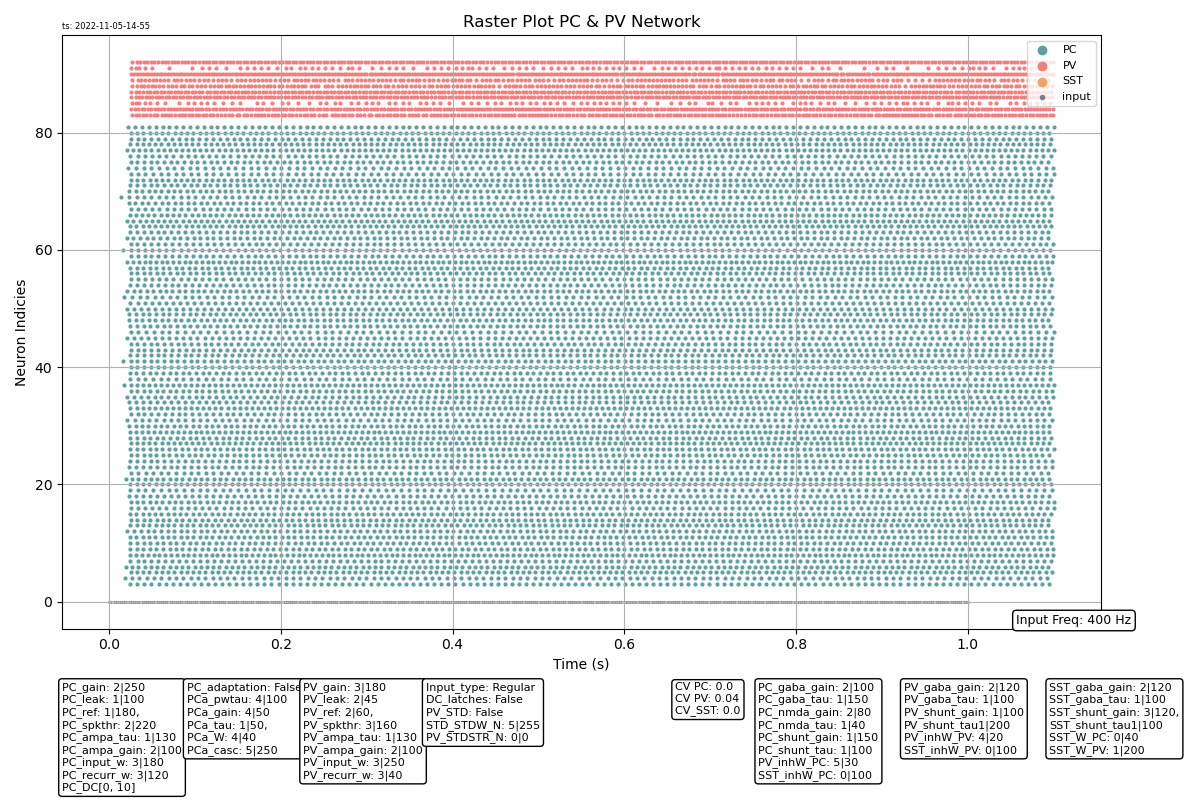 ts: 2022-11-05-14-55
Raster Plot PC & PV Network
PC
PV
SST
input
Neuron Indicies
80
60
40
20
0
0.0
0.2
0.4
0.6
0.8
1.0
Time (s)
Input Freq: 400 Hz
PC_gain: 2|250
PC_leak: 1|100
PC_ref: 1|180,
PC_spkthr: 2|220
PC_ampa_tau: 1|130
PC_ampa_gain: 2|100
PC_input_w: 3|180
PC_recurr_w: 3|120
PC_DC[0, 10]
PC_adaptation: False
PCa_pwtau: 4|100
PCa_gain: 4|50
PCa_tau: 1|50,
PCa_W: 4|40
PCa_casc: 5|250
PV_gain: 3|180
PV_leak: 2|45
PV_ref: 2|60,
PV_spkthr: 3|160
PV_ampa_tau: 1|130
PV_ampa_gain: 2|100
PV_input_w: 3|250
PV_recurr_w: 3|40
Input_type: Regular
DC_latches: False
PV_STD: False
STD_STDW_N: 5|255
PV_STDSTR_N: 0|0
CV PC: 0.0
CV PV: 0.04
CV_SST: 0.0
PC_gaba_gain: 2|100
PC_gaba_tau: 1|150
PC_nmda_gain: 2|80
PC_nmda_tau: 1|40
PC_shunt_gain: 1|150
PC_shunt_tau: 1|100
PV_inhW_PC: 5|30
SST_inhW_PC: 0|100
PV_gaba_gain: 2|120
PV_gaba_tau: 1|100
PV_shunt_gain: 1|100
PV_shunt_tau1|200
PV_inhW_PV: 4|20
SST_inhW_PV: 0|100
SST_gaba_gain: 2|120
SST_gaba_tau: 1|100
SST_shunt_gain: 3|120,
SST_shunt_tau1|100
SST_W_PC: 0|40
SST_W_PV: 1|200